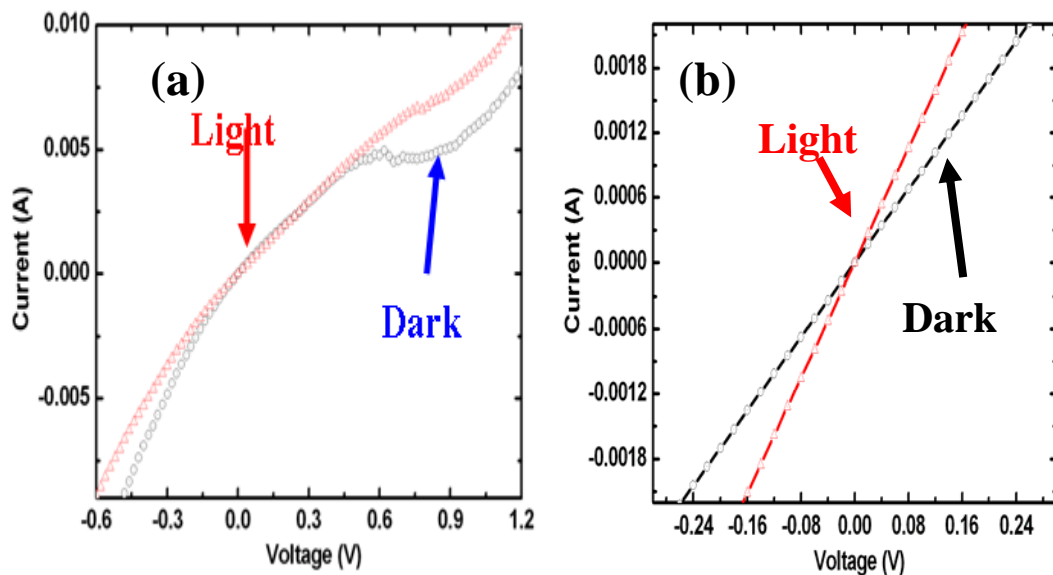 (a)
Light
Dark
0.010
0.005
0.000
-0.005
-0.6
-0.3
0.0
0.3
0.6
0.9
1.2
Current (A)
Voltage (V)
(b)
Light
Dark
0.0018
0.0012
0.0006
0.0000
-0.0006
-0.0012
-0.0018
-0.24
-0.16
-0.08
0.00
0.08
0.16
0.24
Current (A)
Voltage (V)